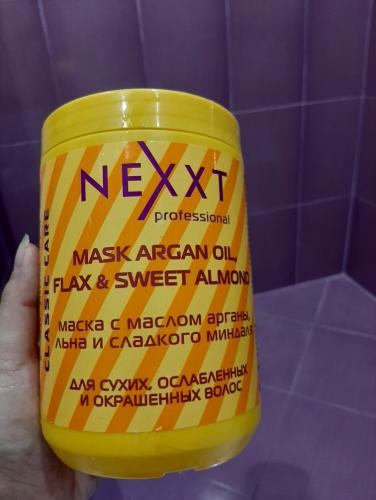 NEXXT
professional
MASK ARGAN OIL,
FLAX & SWEET ALMOND
маска с маслом арганы,
льна и сладкого миндаля
для сухих, ослабленных
и окрашенных волос
CLASSIC CARE